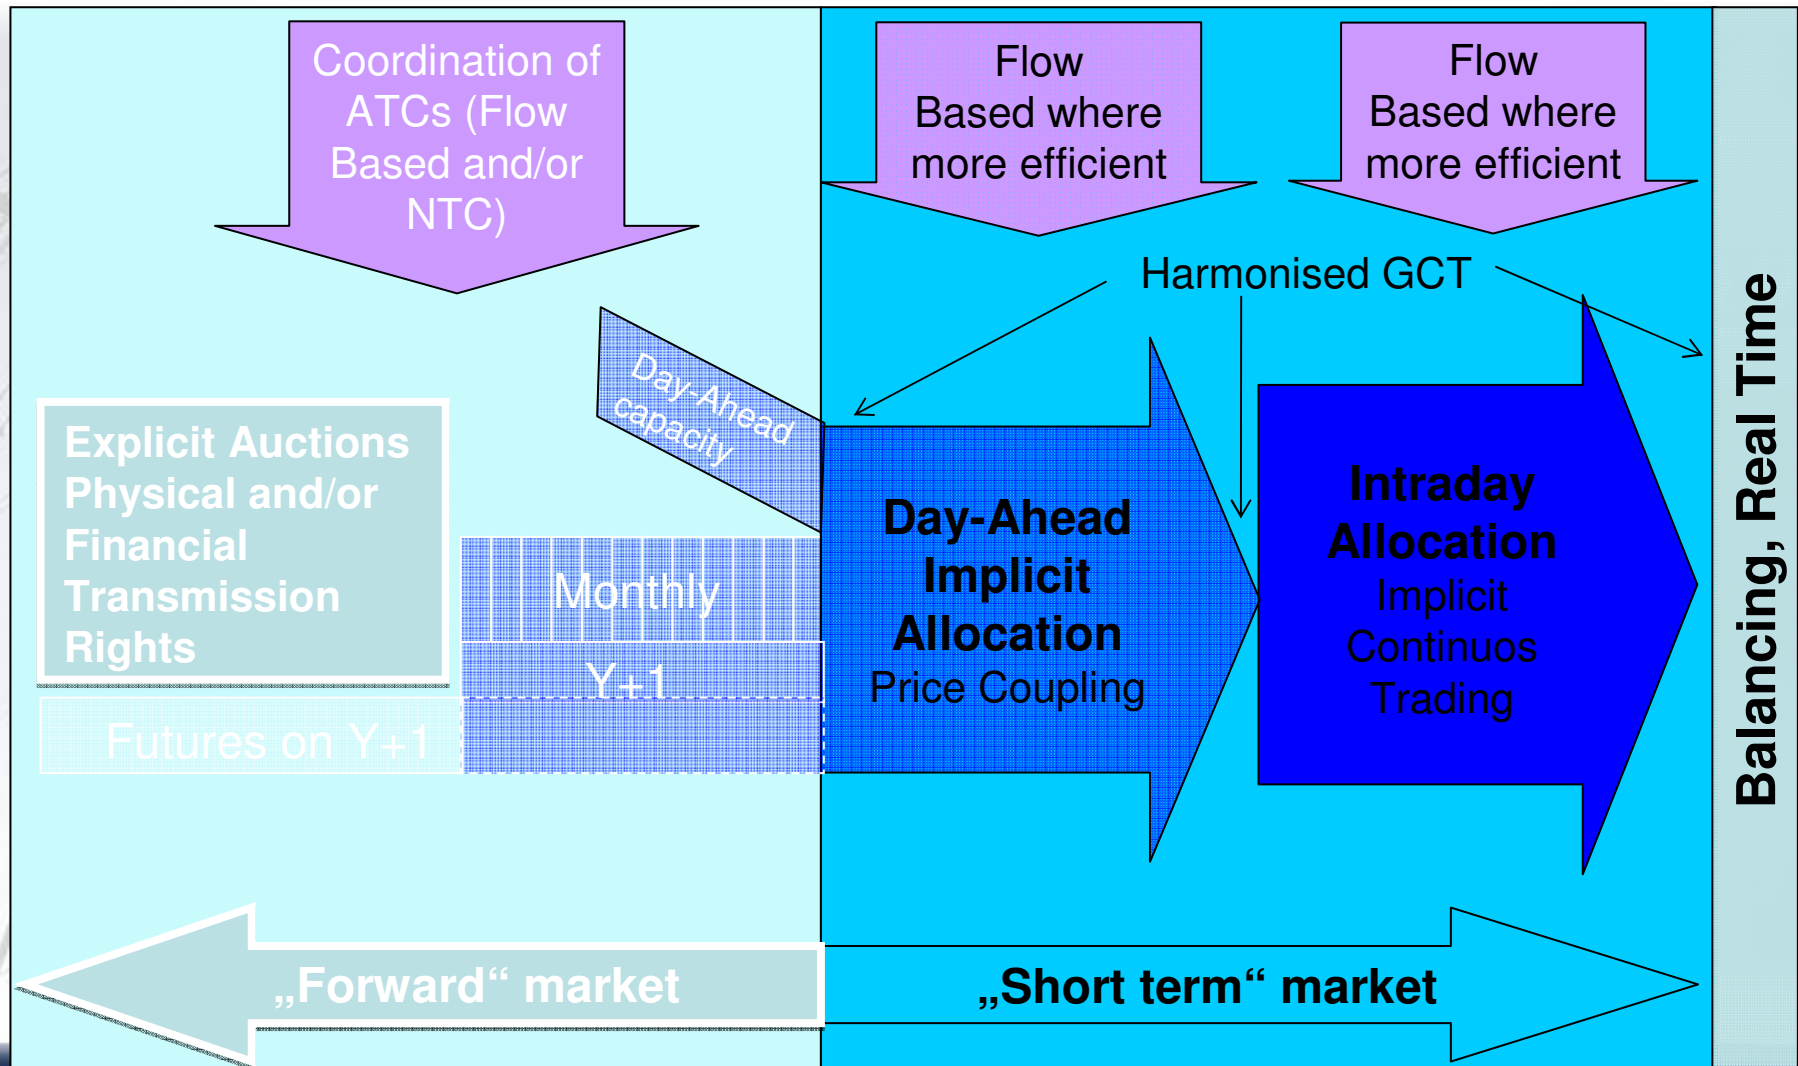 Coordination of
ATCs (Flow
Based and/or
NTC)
Flow
Based where
more efficient
Flow
Based where
more efficient
Harmonised GCT
Day-Ahead
capacity
Explicit Auctions
Physical and/or
Financial
Transmission
Rights
Monthly
Y+1
Futures on Y+1
Day-Ahead
Implicit
Allocation
Price Coupling
Intraday
Allocation
Implicit
Continuos
Trading
Balancing, Real Time
„Forward“ market
„Short term“ market